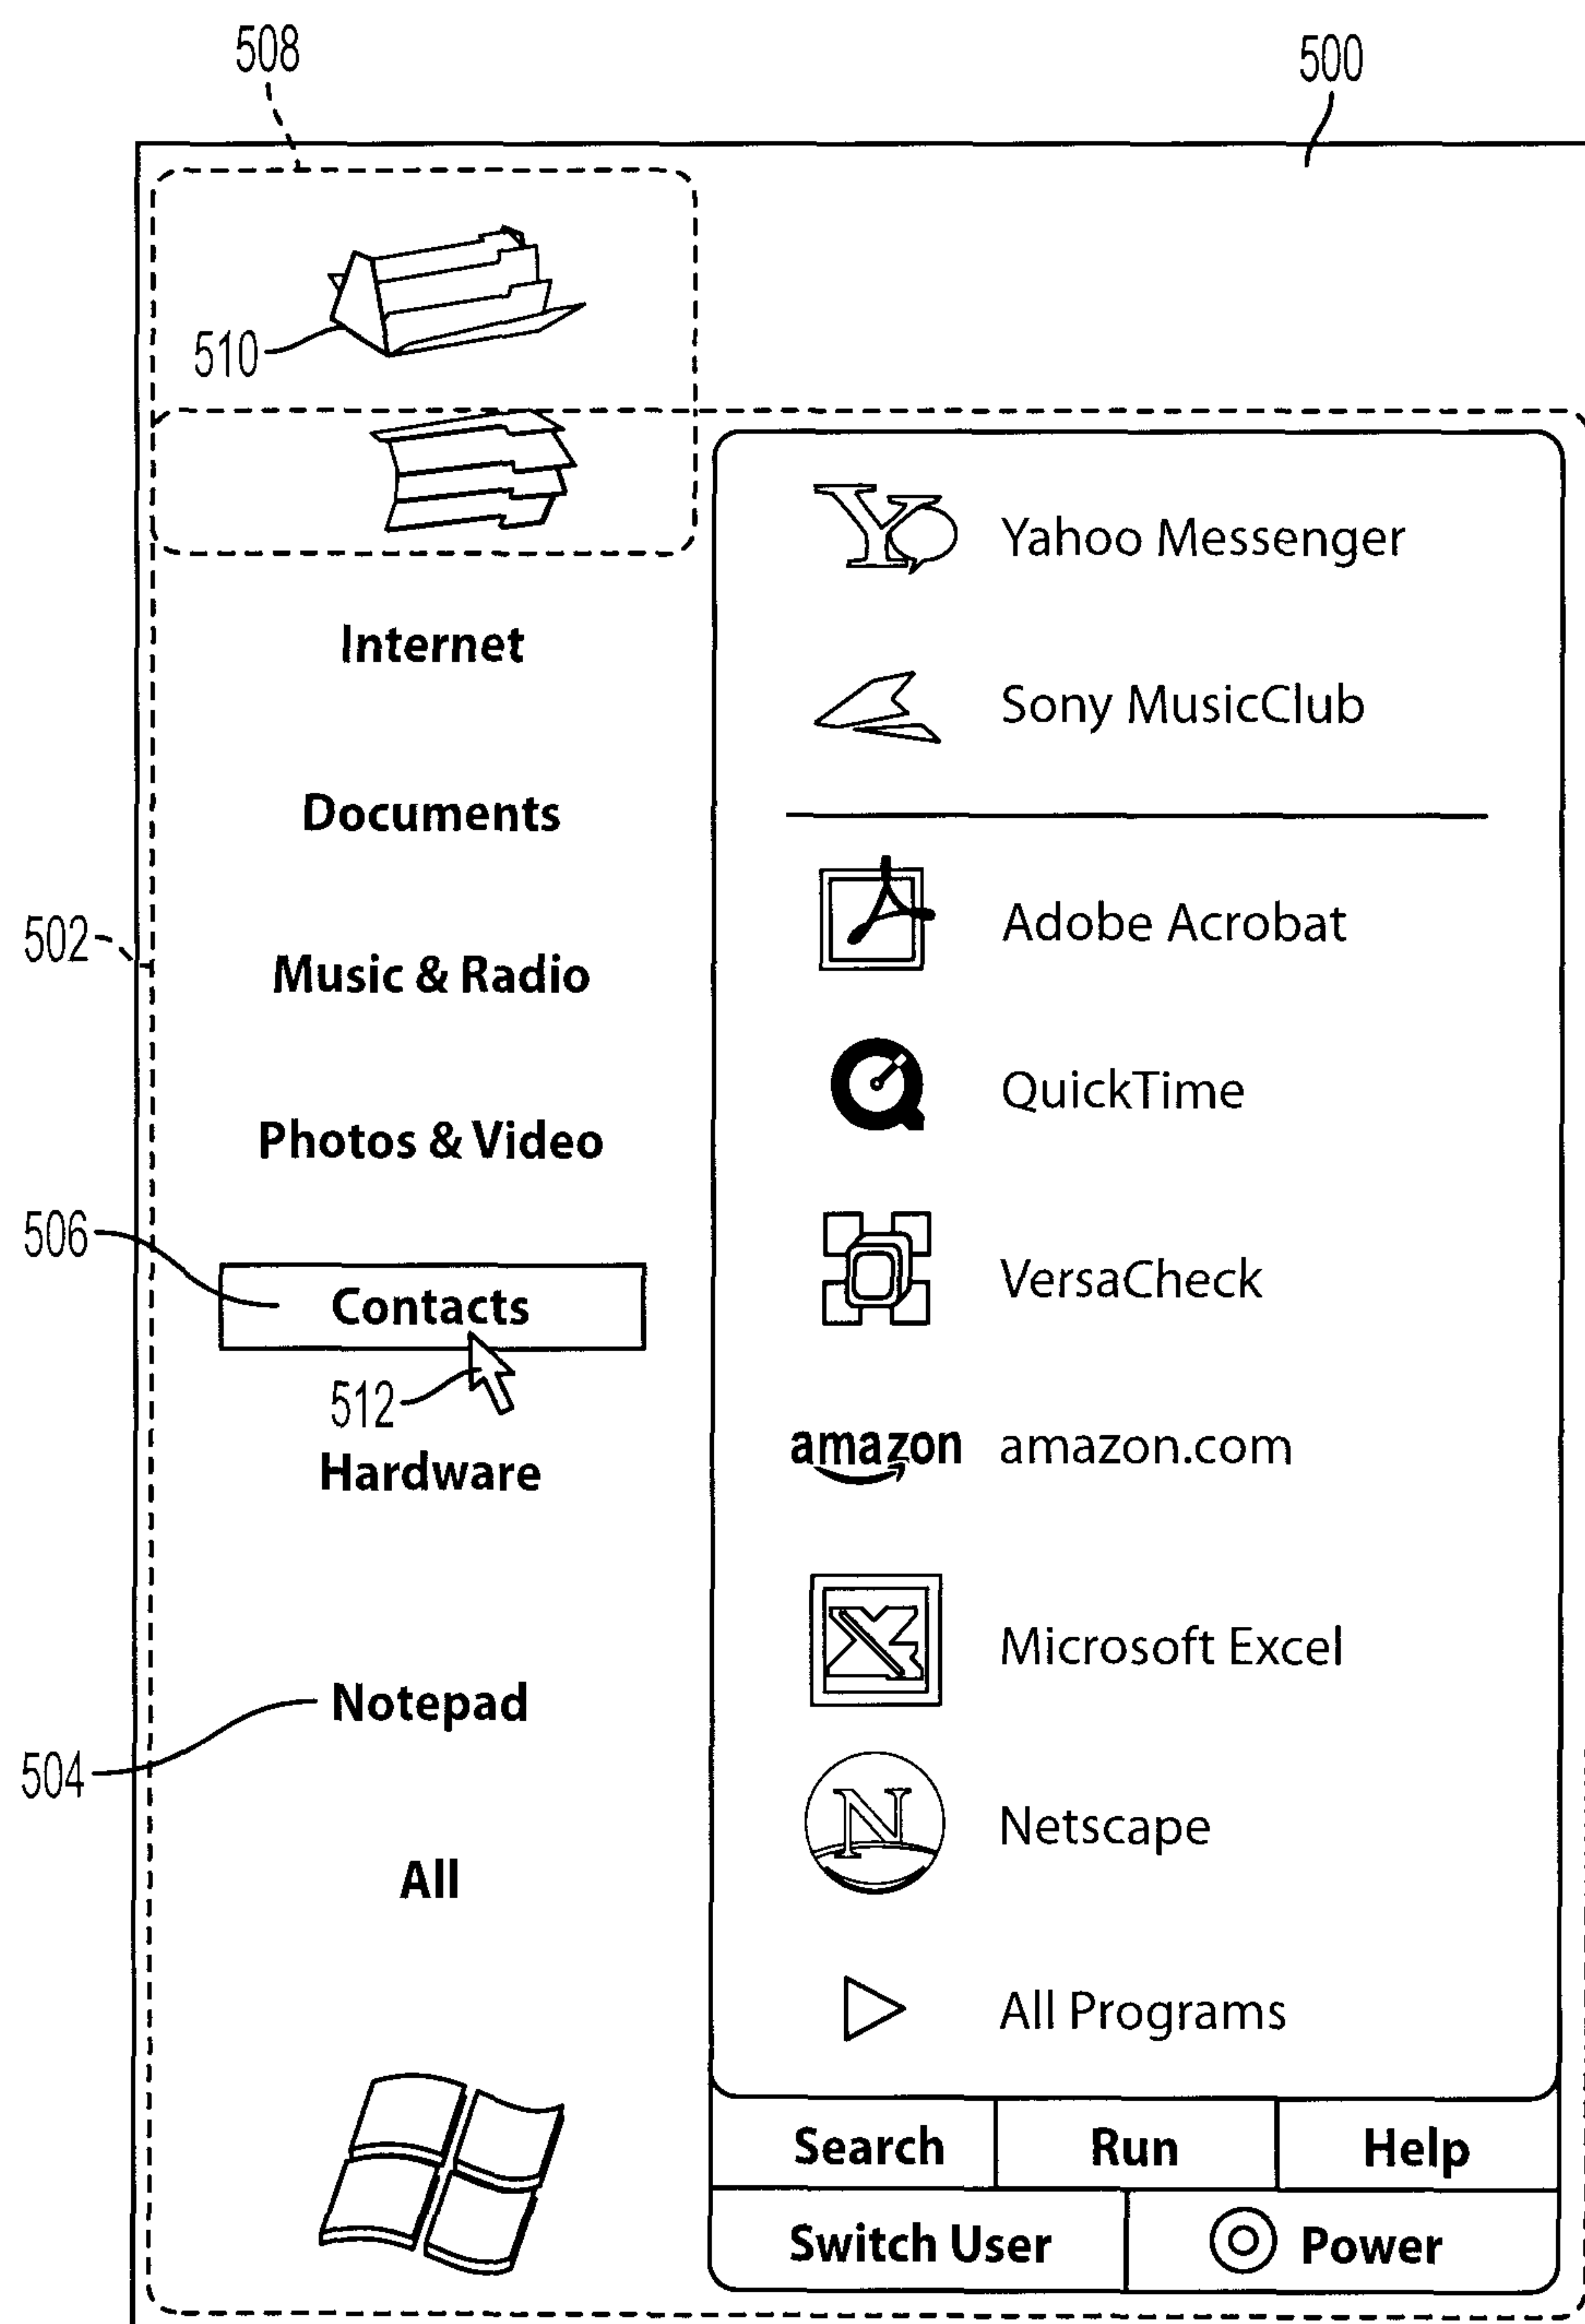 508
500
510
Internet
Documents
502
Music & Radio
Photos & Video
506
Contacts
512
Hardware
504
Notepad
All
Y Yahoo Messenger
Sony MusicClub
Adobe Acrobat
QuickTime
VersaCheck
amazon amazon.com
Microsoft Excel
N Netscape
All Programs
Search Run Help
Switch User Power